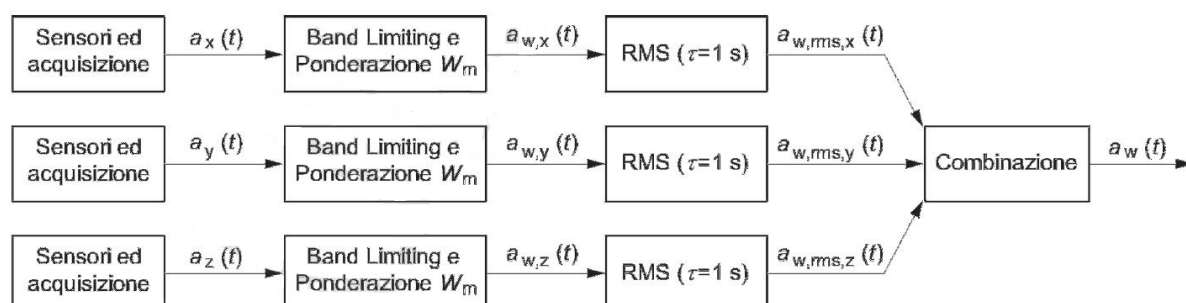 Sensori ed
acquisizione
a_x (t)
Band Limiting e
Ponderazione W_m
a_w,x (t)
RMS (τ=1 s)
a_w,rms,x (t)
Sensori ed
acquisizione
a_y (t)
Band Limiting e
Ponderazione W_m
a_w,y (t)
RMS (τ=1 s)
a_w,rms,y (t)
Combinazione
a_w (t)
Sensori ed
acquisizione
a_z (t)
Band Limiting e
Ponderazione W_m
a_w,z (t)
RMS (τ=1 s)
a_w,rms,z (t)